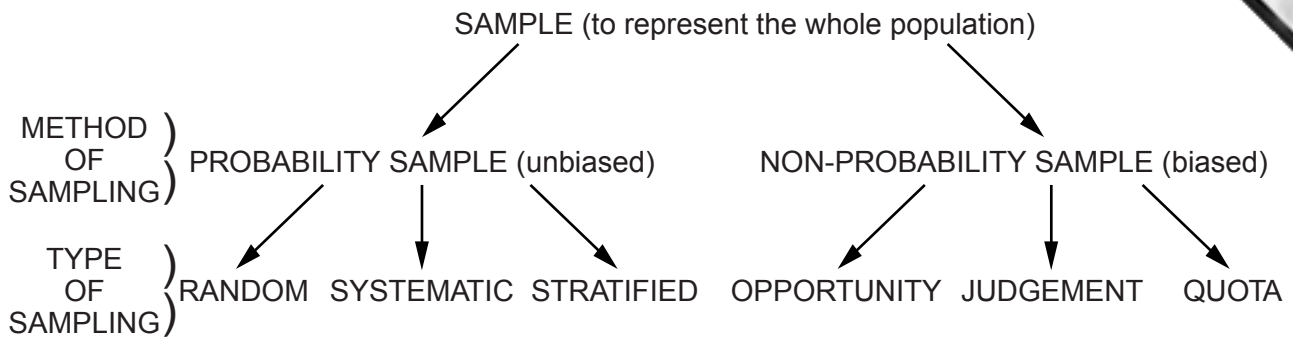 SAMPLE (to represent the whole population)
METHOD
OF
SAMPLING
PROBABILITY SAMPLE (unbiased)
NON-PROBABILITY SAMPLE (biased)
TYPE
OF
SAMPLING
RANDOM
SYSTEMATIC
STRATIFIED
OPPORTUNITY
JUDGEMENT
QUOTA